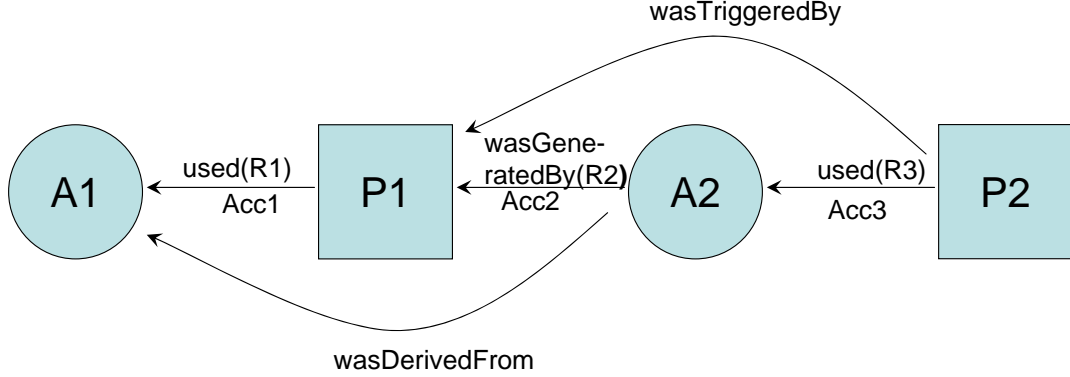 wasTriggeredBy
wasGene-
used(R1)
ratedBy(R2)
used(R3)
A1
P1
A2
P2
Acc1
Acc2
Acc3
wasDerivedFrom